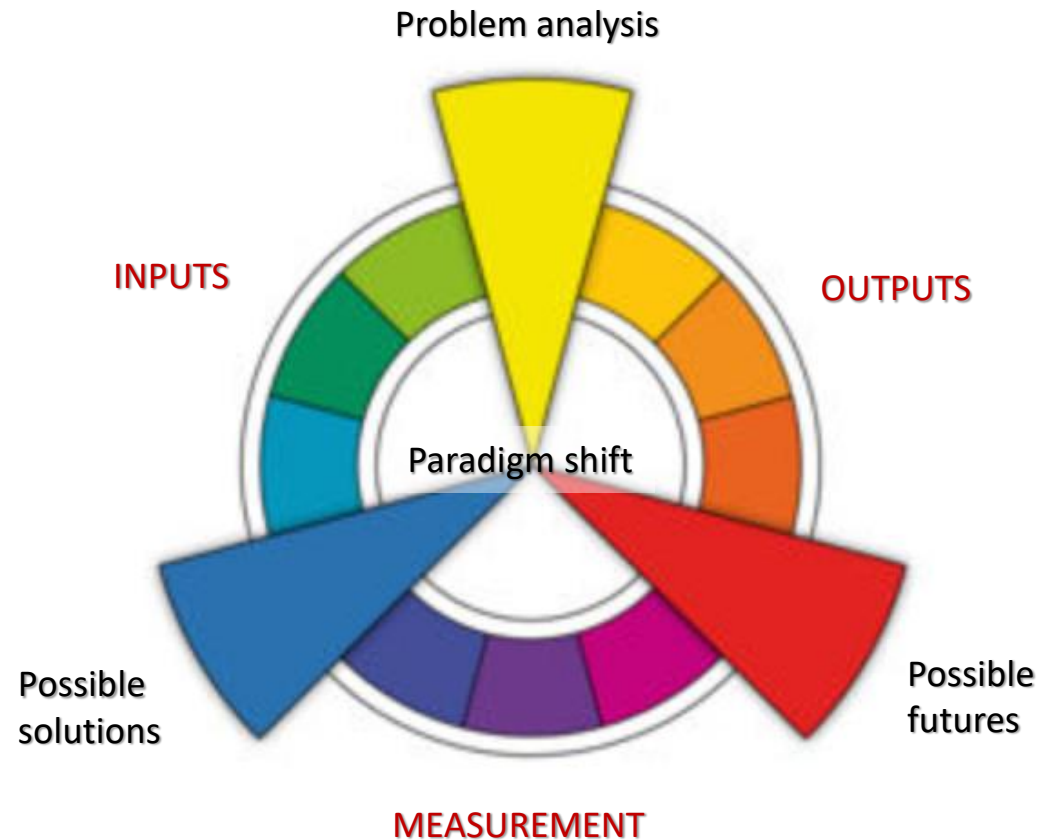 Problem analysis
INPUTS
OUTPUTS
Paradigm shift
Possible
solutions
Possible
futures
MEASUREMENT